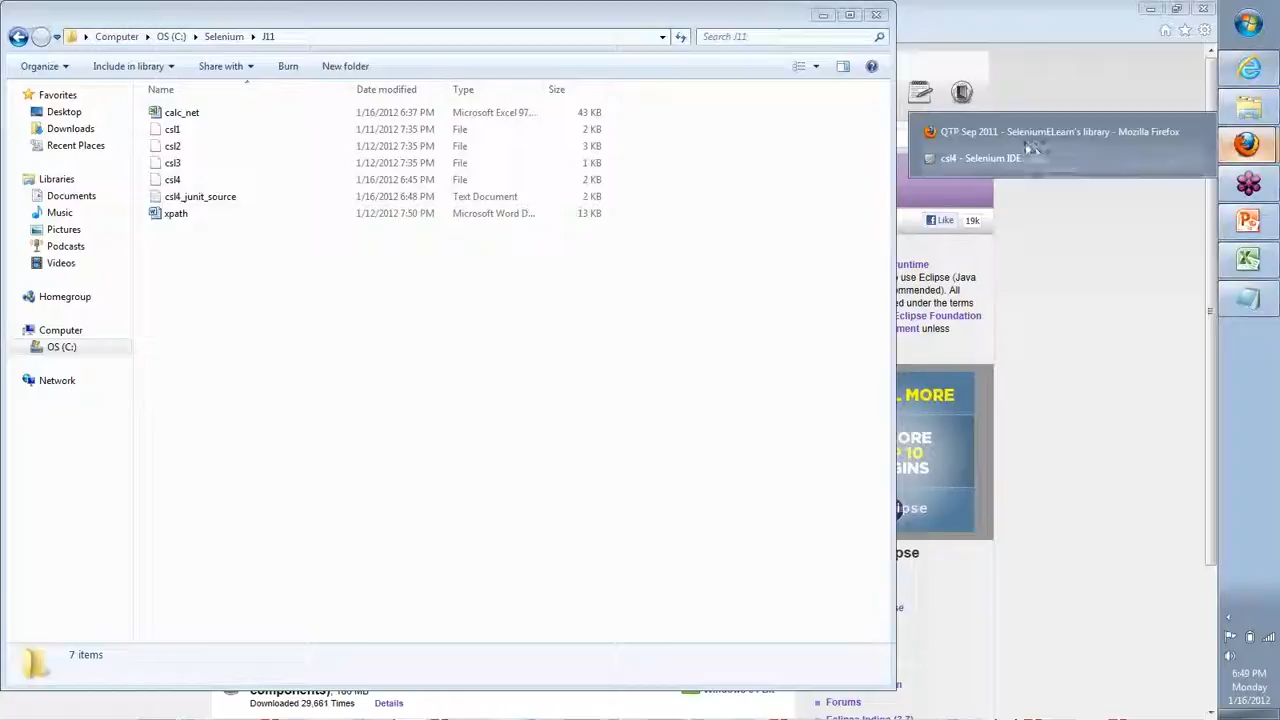 Computer OS (C:) Selenium J11
Search J11
Organize Include in library Share with Burn New folder
Name Date modified Type Size
Favorites
Desktop
Downloads
Recent Places
Libraries
Documents
Music
Pictures
Podcasts
Videos
Homegroup
Computer
OS (C:)
Network
calc_net 1/16/2012 6:37 PM Microsoft Excel 97... 43 KB
csl1 1/11/2012 7:35 PM File 2 KB
csl2 1/12/2012 7:35 PM File 3 KB
csl3 1/12/2012 7:35 PM File 1 KB
csl4 1/16/2012 6:45 PM File 2 KB
csl4_junit_source 1/16/2012 6:48 PM Text Document 2 KB
xpath 1/12/2012 7:50 PM Microsoft Word D... 13 KB
7 items
QTP Sep 2011 - SeleniumELearn's library - Mozilla Firefox
csl4 - Selenium IDE
Like 19k
untime
o use Eclipse (Java
mmended). All
ed under the terms
Eclipse Foundation
ment unless
L MORE
ORE
P 10
GINS
ipse
pse
Downloaded 29,661 Times Details
Forums
6:49 PM
Monday
1/16/2012